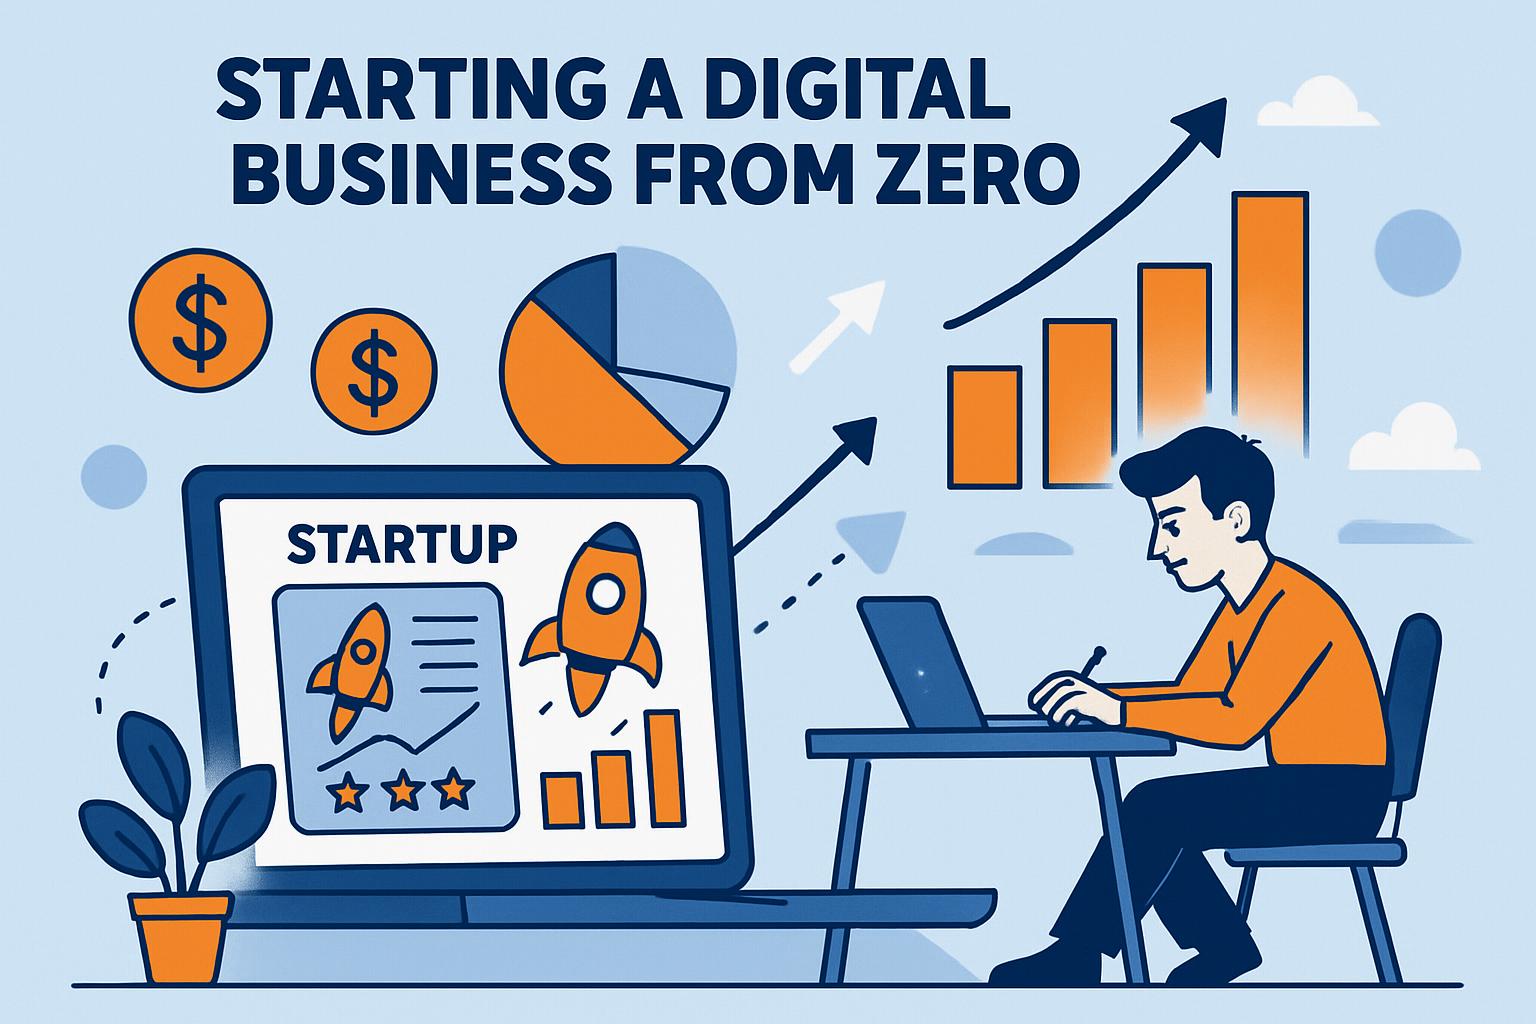 STARTING A DIGITAL
BUSINESS FROM ZERO
$
$
STARTUP